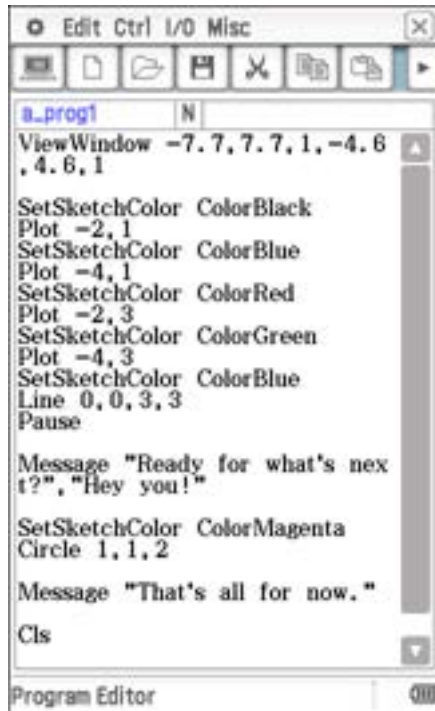 Edit Ctrl I/O Misc
a_prog1 N
ViewWindow -7.7,7.7,1,-4.6
,4.6,1
SetSketchColor ColorBlack
Plot -2,1
SetSketchColor ColorBlue
Plot -4,1
SetSketchColor ColorRed
Plot -2,3
SetSketchColor ColorGreen
Plot -4,3
SetSketchColor ColorBlue
Line 0,0,3,3
Pause
Message "Ready for what's nex
t?","Hey you!"
SetSketchColor ColorMagenta
Circle 1,1,2
Message "That's all for now."
Cls
Program Editor